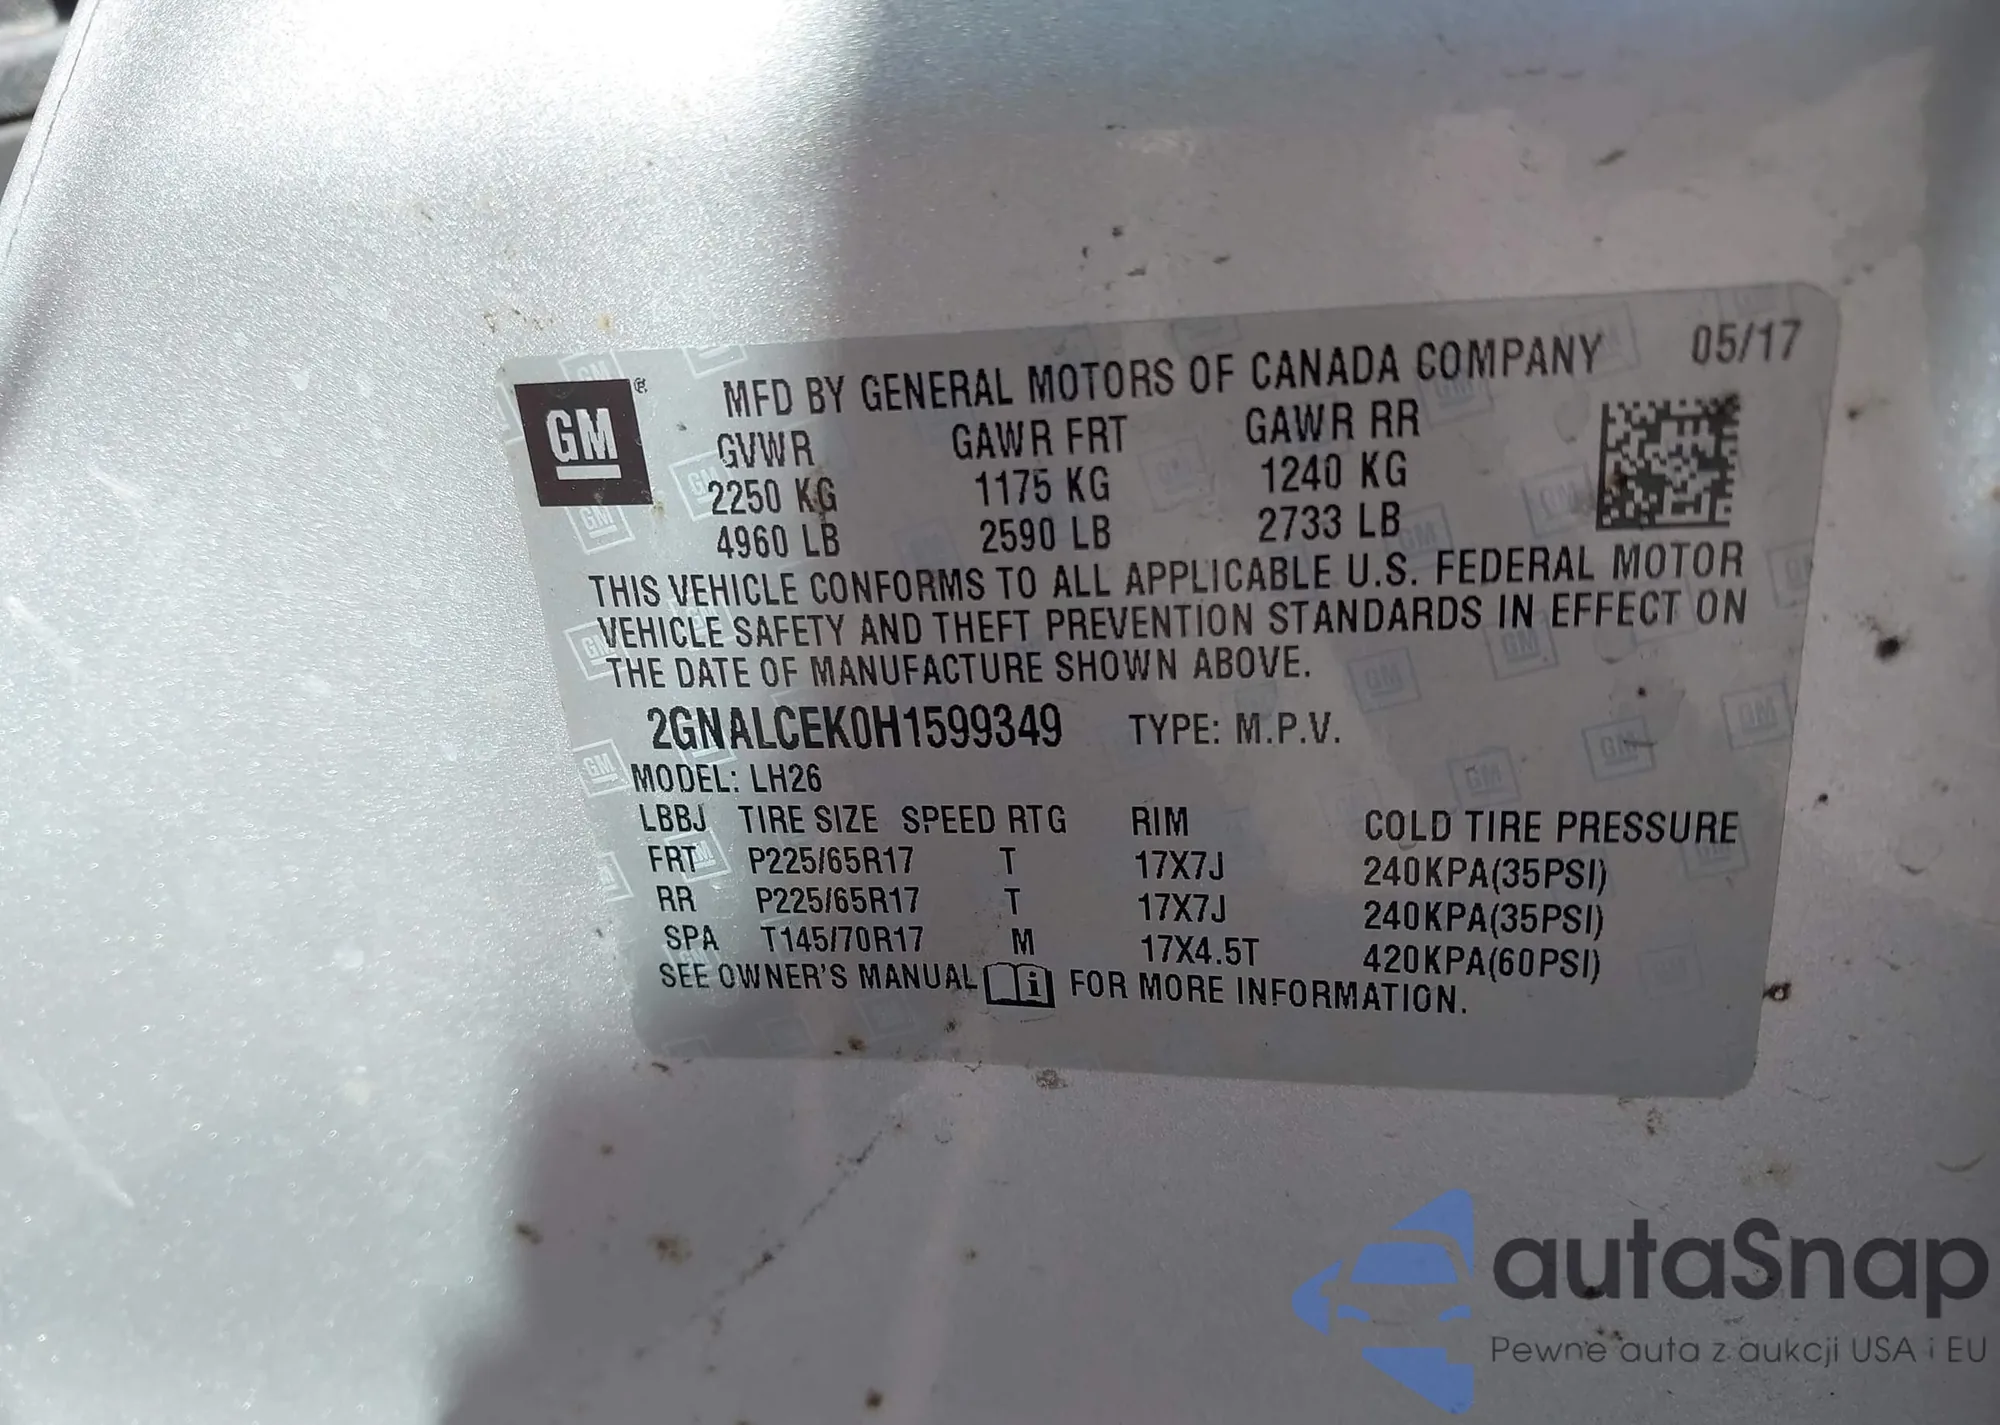 MFD BY GENERAL MOTORS OF CANADA COMPANY 05/17
GM ®
GVWR GAWR FRT GAWR RR
2250 KG 1175 KG 1240 KG
4960 LB 2590 LB 2733 LB
THIS VEHICLE CONFORMS TO ALL APPLICABLE U.S. FEDERAL MOTOR
VEHICLE SAFETY AND THEFT PREVENTION STANDARDS IN EFFECT ON
THE DATE OF MANUFACTURE SHOWN ABOVE.
2GNALCEK0H1599349 TYPE: M.P.V.
MODEL: LH26
LBBJ TIRE SIZE SPEED RTG RIM COLD TIRE PRESSURE
FRT P225/65R17 T 17X7J 240KPA(35PSI)
RR P225/65R17 T 17X7J 240KPA(35PSI)
SPA T145/70R17 M 17X4.5T 420KPA(60PSI)
SEE OWNER'S MANUAL i FOR MORE INFORMATION.
autaSnap
Pewne auta z aukcji USA i EU